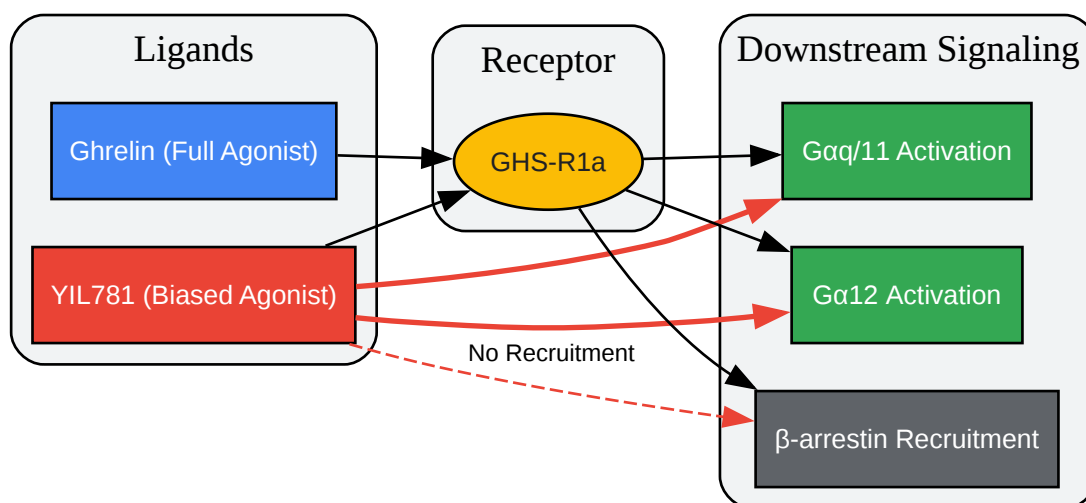 Ligands
Ghrelin (Full Agonist)
YIL781 (Biased Agonist)
Receptor
GHS-R1a
No Recruitment
Downstream Signaling
Gαq/11 Activation
Gα12 Activation
β-arrestin Recruitment